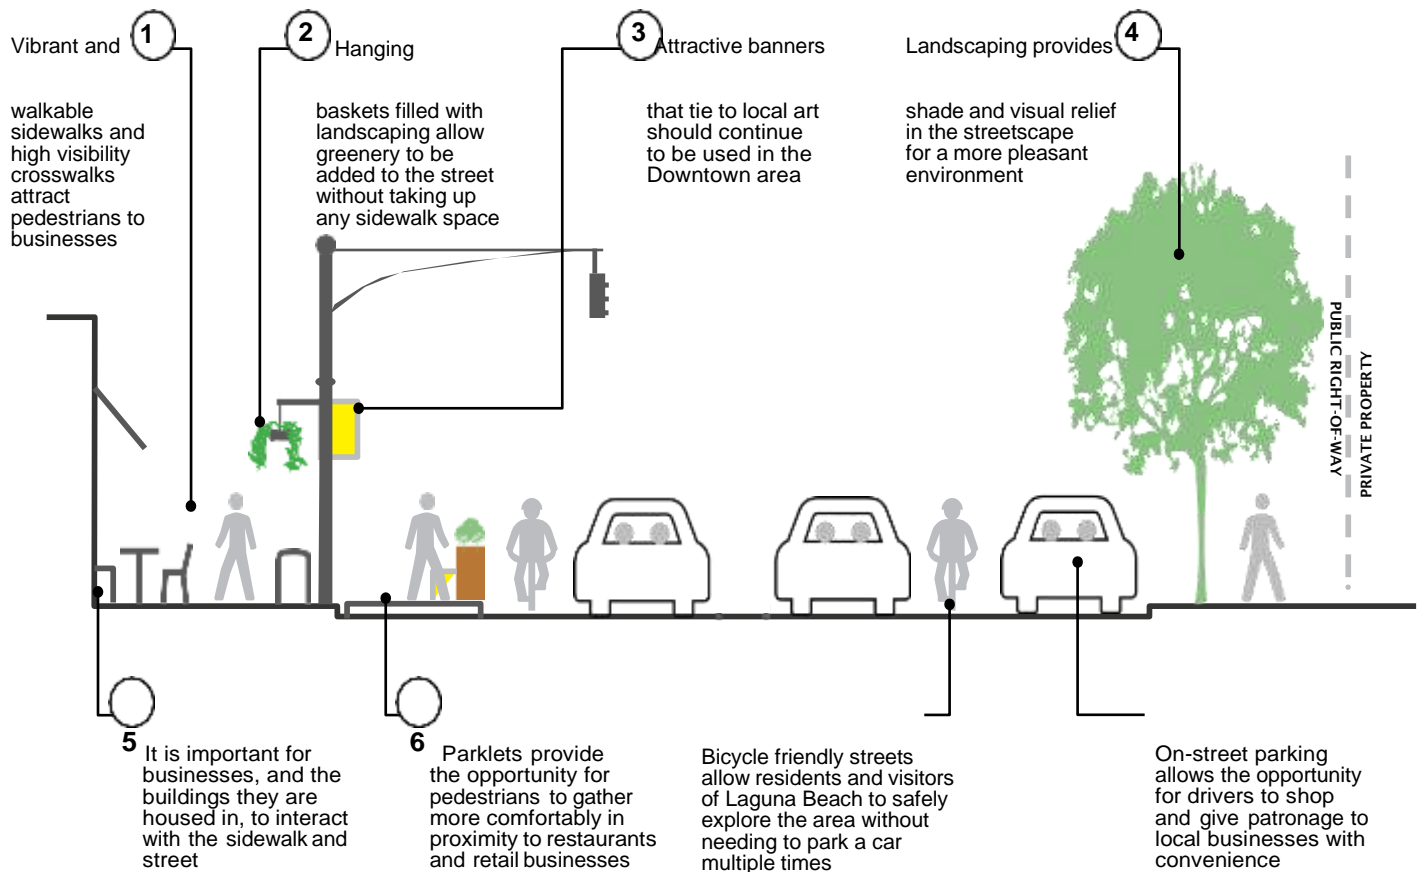 Vibrant and 1
walkable
sidewalks and
high visibility
crosswalks
attract
pedestrians to
businesses
2 Hanging
baskets filled with
landscaping allow
greenery to be
added to the street
without taking up
any sidewalk space
3 Attractive banners
that tie to local art
should continue
to be used in the
Downtown area
Landscaping provides 4
shade and visual relief
in the streetscape
for a more pleasant
environment
PUBLIC RIGHT-OF-WAY
PRIVATE PROPERTY
5 It is important for
businesses, and the
buildings they are
housed in, to interact
with the sidewalk and
street
6 Parklets provide
the opportunity for
pedestrians to gather
more comfortably in
proximity to restaurants
and retail businesses
Bicycle friendly streets
allow residents and visitors
of Laguna Beach to safely
explore the area without
needing to park a car
multiple times
On-street parking
allows the opportunity
for drivers to shop
and give patronage to
local businesses with
convenience